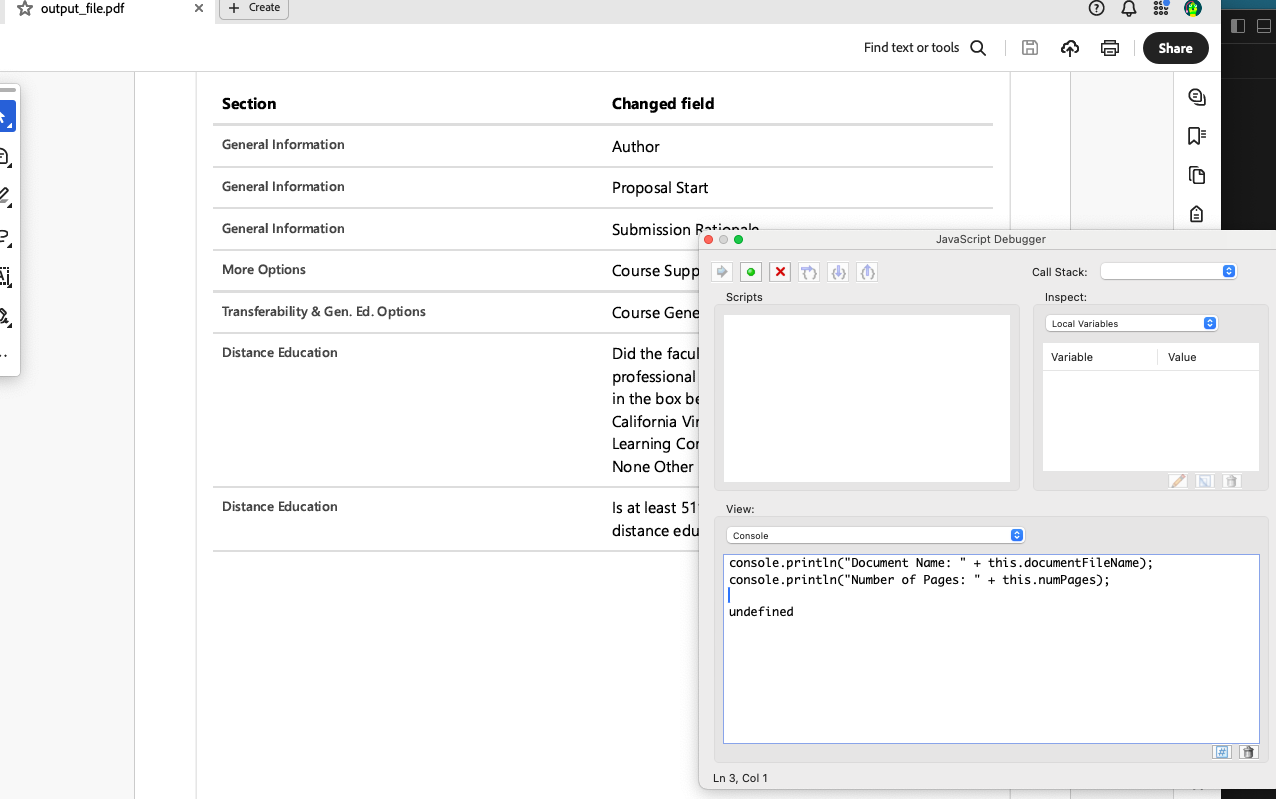 output_file.pdf
Create
Find text or tools
Share
Section Changed field
General Information Author
General Information Proposal Start
General Information Submission Rationale
More Options Course Supp
Transferability & Gen. Ed. Options Course Gene
Distance Education Did the facul
professional
in the box be
California Vir
Learning Cor
None Other
Distance Education Is at least 51
distance edu
JavaScript Debugger
Call Stack:
Scripts
Inspect:
Local Variables
Variable Value
View:
Console
console.println("Document Name: " + this.documentFileName);
console.println("Number of Pages: " + this.numPages);
undefined
Ln 3, Col 1